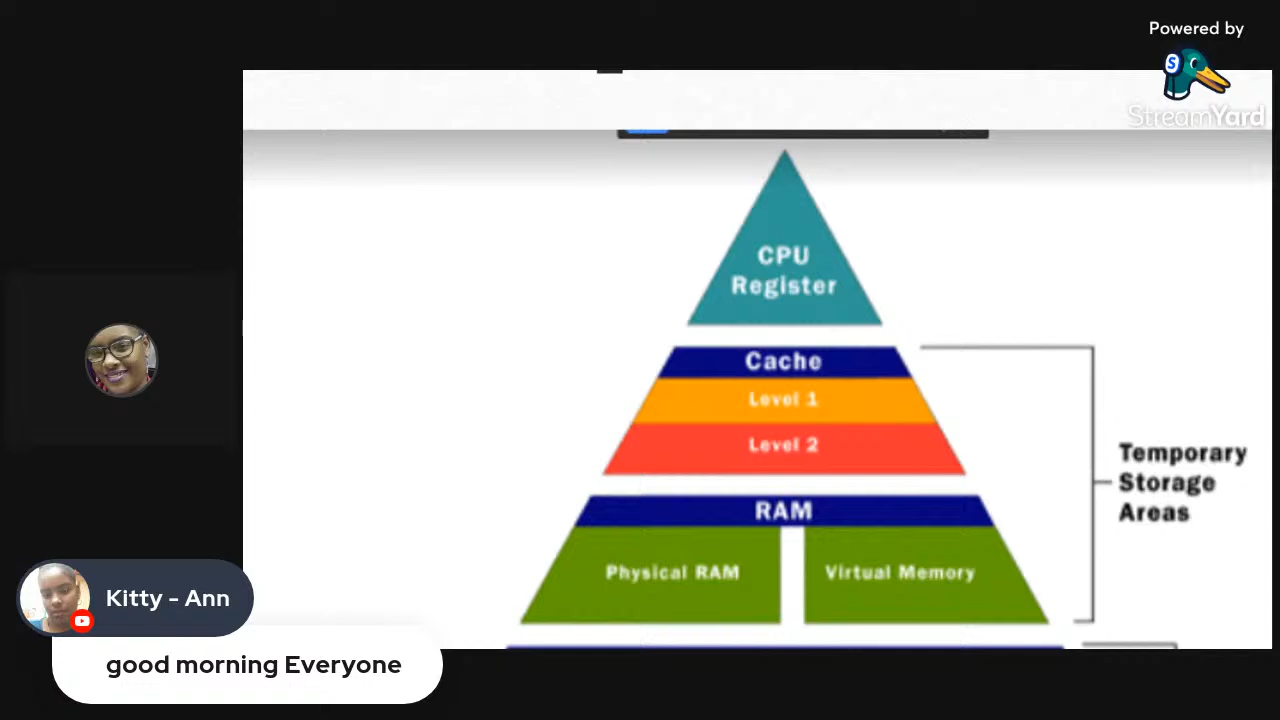 Powered by
StreamYard
CPU
Register
Cache
Level 1
Level 2
Temporary
Storage
Areas
RAM
Physical RAM
Virtual Memory
Kitty - Ann
good morning Everyone